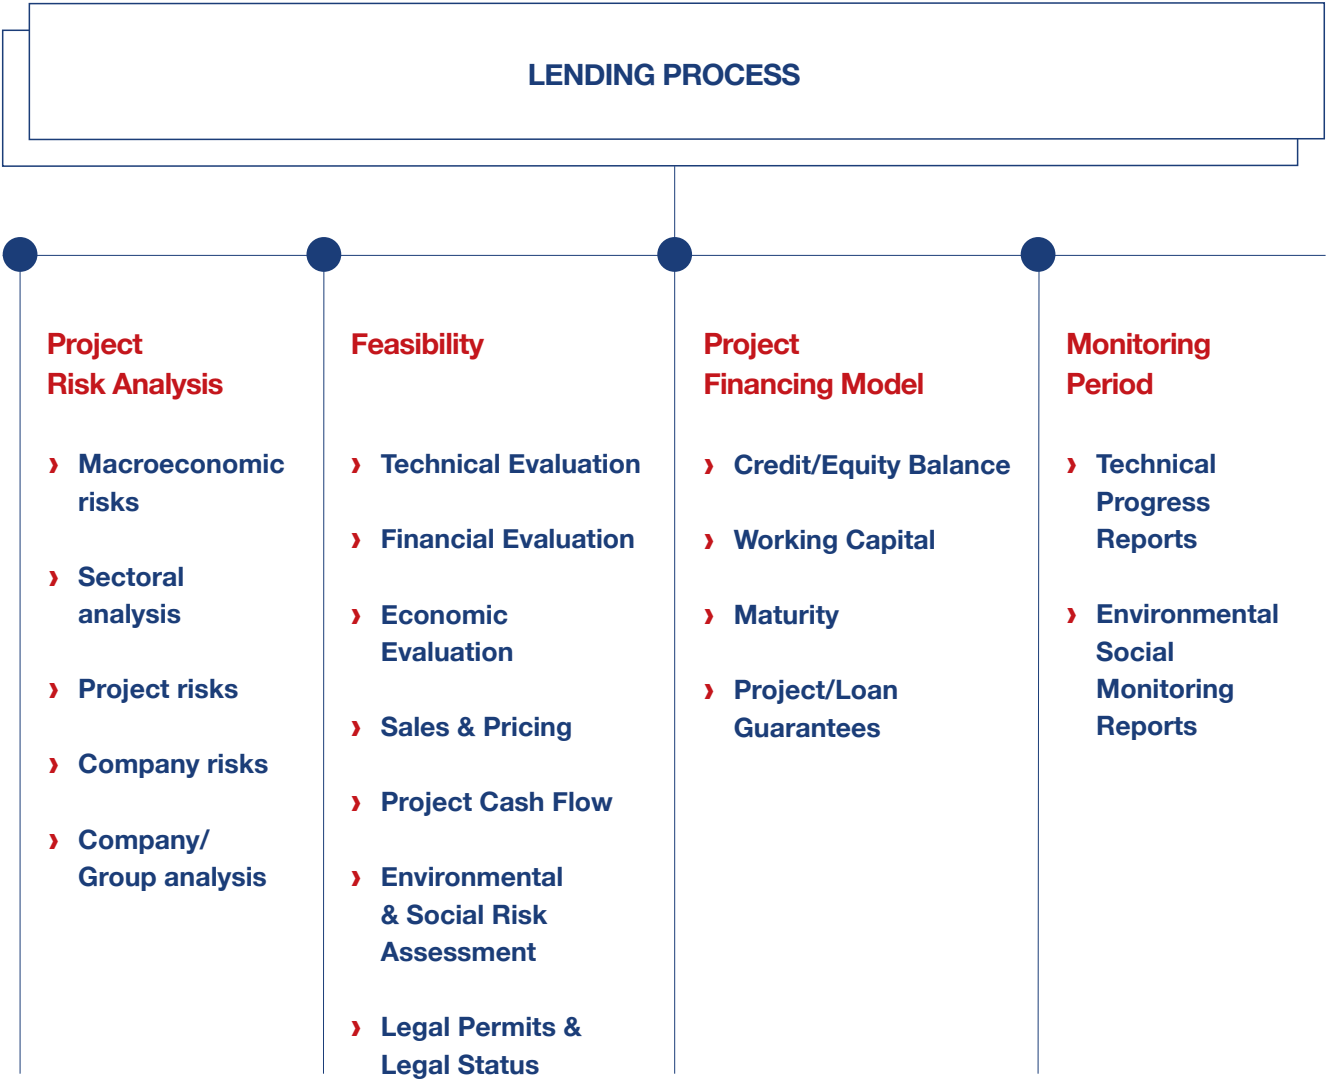 LENDING PROCESS
Project
Risk Analysis
Macroeconomic
risks
Sectoral
analysis
Project risks
Company risks
Company/
Group analysis
Feasibility
Technical Evaluation
Financial Evaluation
Economic
Evaluation
Sales & Pricing
Project Cash Flow
Environmental
& Social Risk
Assessment
Legal Permits &
Legal Status
Project
Financing Model
Credit/Equity Balance
Working Capital
Maturity
Project/Loan
Guarantees
Monitoring
Period
Technical
Progress
Reports
Environmental
Social
Monitoring
Reports